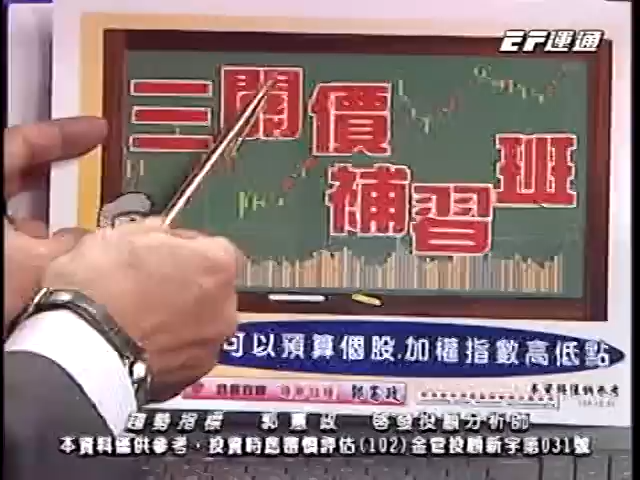 EF運通
三關價
補習班
可以預算個股.加權指數高低點
趨勢指標 郭憲政 啓發投顧分析師
本資料僅供參考，投資時應審慎評估(102)金管投顧新字第031號